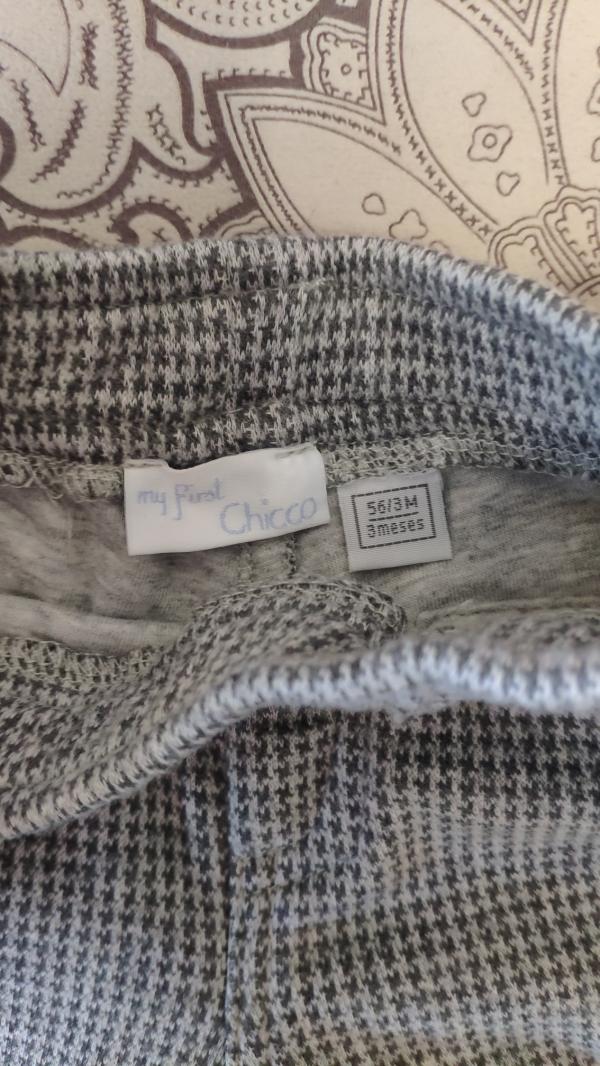 my first
Chicco
56/3M
3meses